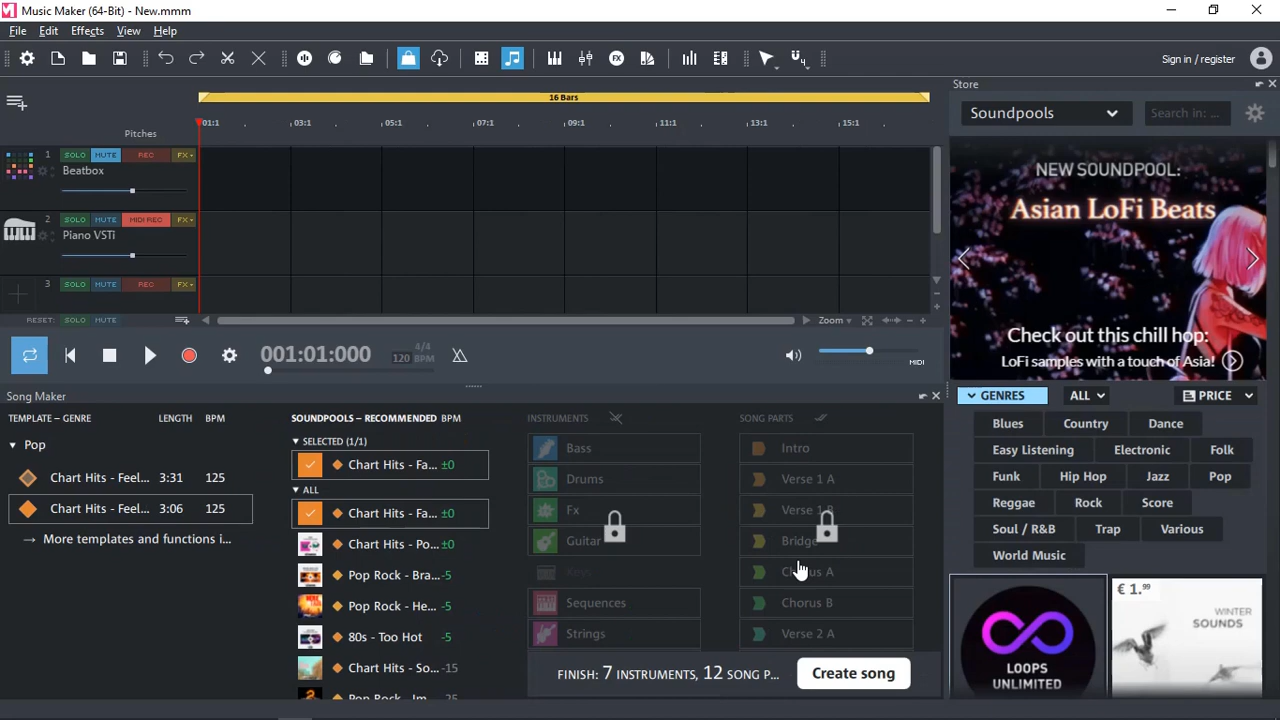 Music Maker (64-Bit) - New.mmm
File Edit Effects View Help
Sign in / register
Store
16 Bars
Soundpools
Search in: ...
01:1 03:1 05:1 07:1 09:1 11:1 13:1 15:1
Pitches
1 SOLO MUTE REC FX
Beatbox
2 SOLO MUTE MIDI REC FX
Piano VSTi
3 SOLO MUTE REC FX
RESET: SOLO MUTE
Zoom
NEW SOUNDPOOL:
Asian LoFi Beats
Check out this chill hop:
LoFi samples with a touch of Asia!
001:01:000
120 BPM
4/4
MIDI
Song Maker
TEMPLATE – GENRE LENGTH BPM
Pop
Chart Hits - Feel... 3:31 125
Chart Hits - Feel... 3:06 125
More templates and functions i...
SOUNDPOOLS – RECOMMENDED BPM
SELECTED (1/1)
Chart Hits - Fa... ±0
ALL
Chart Hits - Fa... ±0
Chart Hits - Po... ±0
Pop Rock - Bra... -5
Pop Rock - He... -5
80s - Too Hot -5
Chart Hits - So... -15
Pop Rock - Im... -25
INSTRUMENTS
Bass
Drums
Fx
Guitar
Keys
Sequences
Strings
SONG PARTS
Intro
Verse 1 A
Verse 1 B
Bridge
Chorus A
Chorus B
Verse 2 A
FINISH: 7 INSTRUMENTS, 12 SONG P...
Create song
GENRES ALL PRICE
Blues Country Dance
Easy Listening Electronic Folk
Funk Hip Hop Jazz Pop
Reggae Rock Score
Soul / R&B Trap Various
World Music
LOOPS
UNLIMITED
€ 1.99
WINTER
SOUNDS